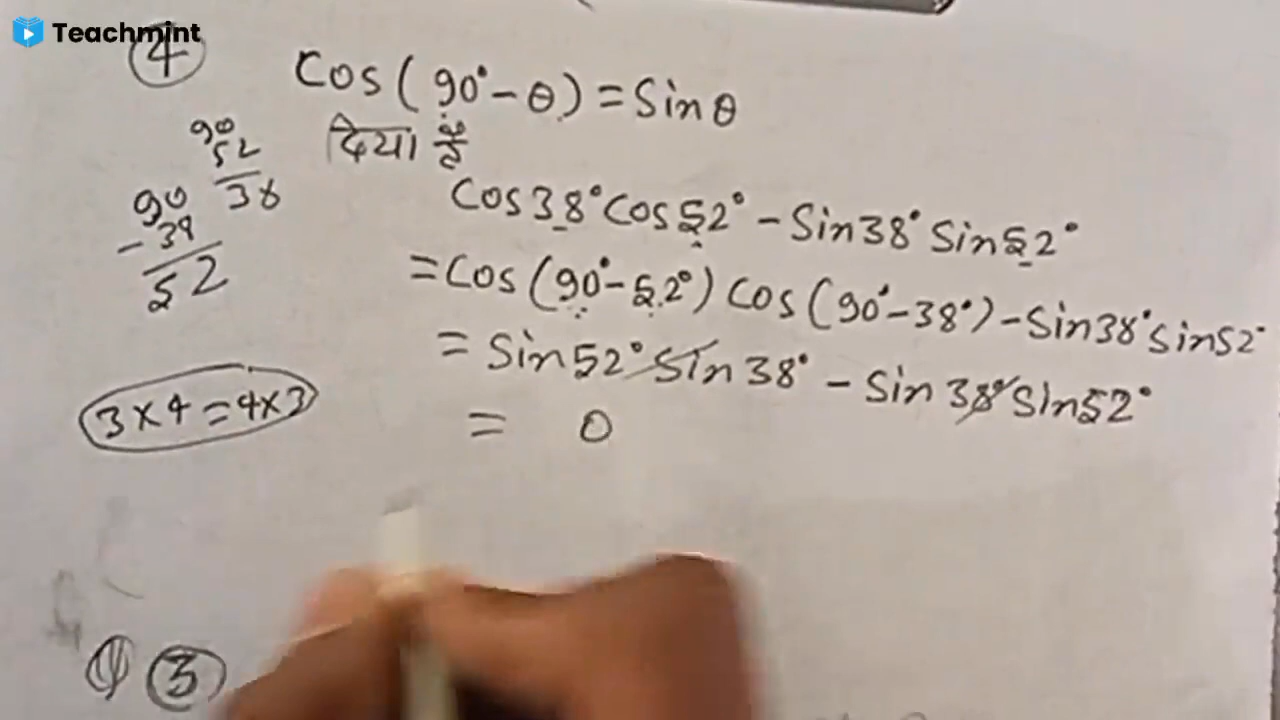 Teachmint
④
Cos(90°-θ)=Sinθ
दिया है
90
52
38
90
-38
52
Cos38°Cos52°-Sin38°Sin52°
=Cos(90°-52°)Cos(90°-38°)-Sin38°Sin52°
=Sin52°Sin38°-Sin38°Sin52°
= 0
3×4=4×3
③